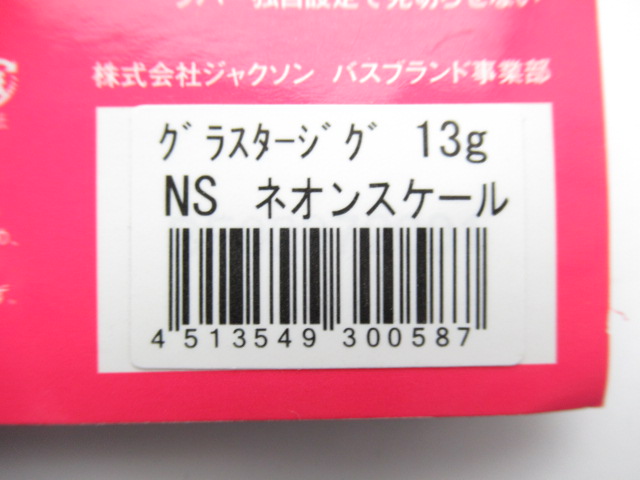 株式会社ジャクソン バスブランド事業部
ｸﾞﾗｽﾀｰｼﾞｸﾞ 13g
NS ネオンスケール
4 513549 300587